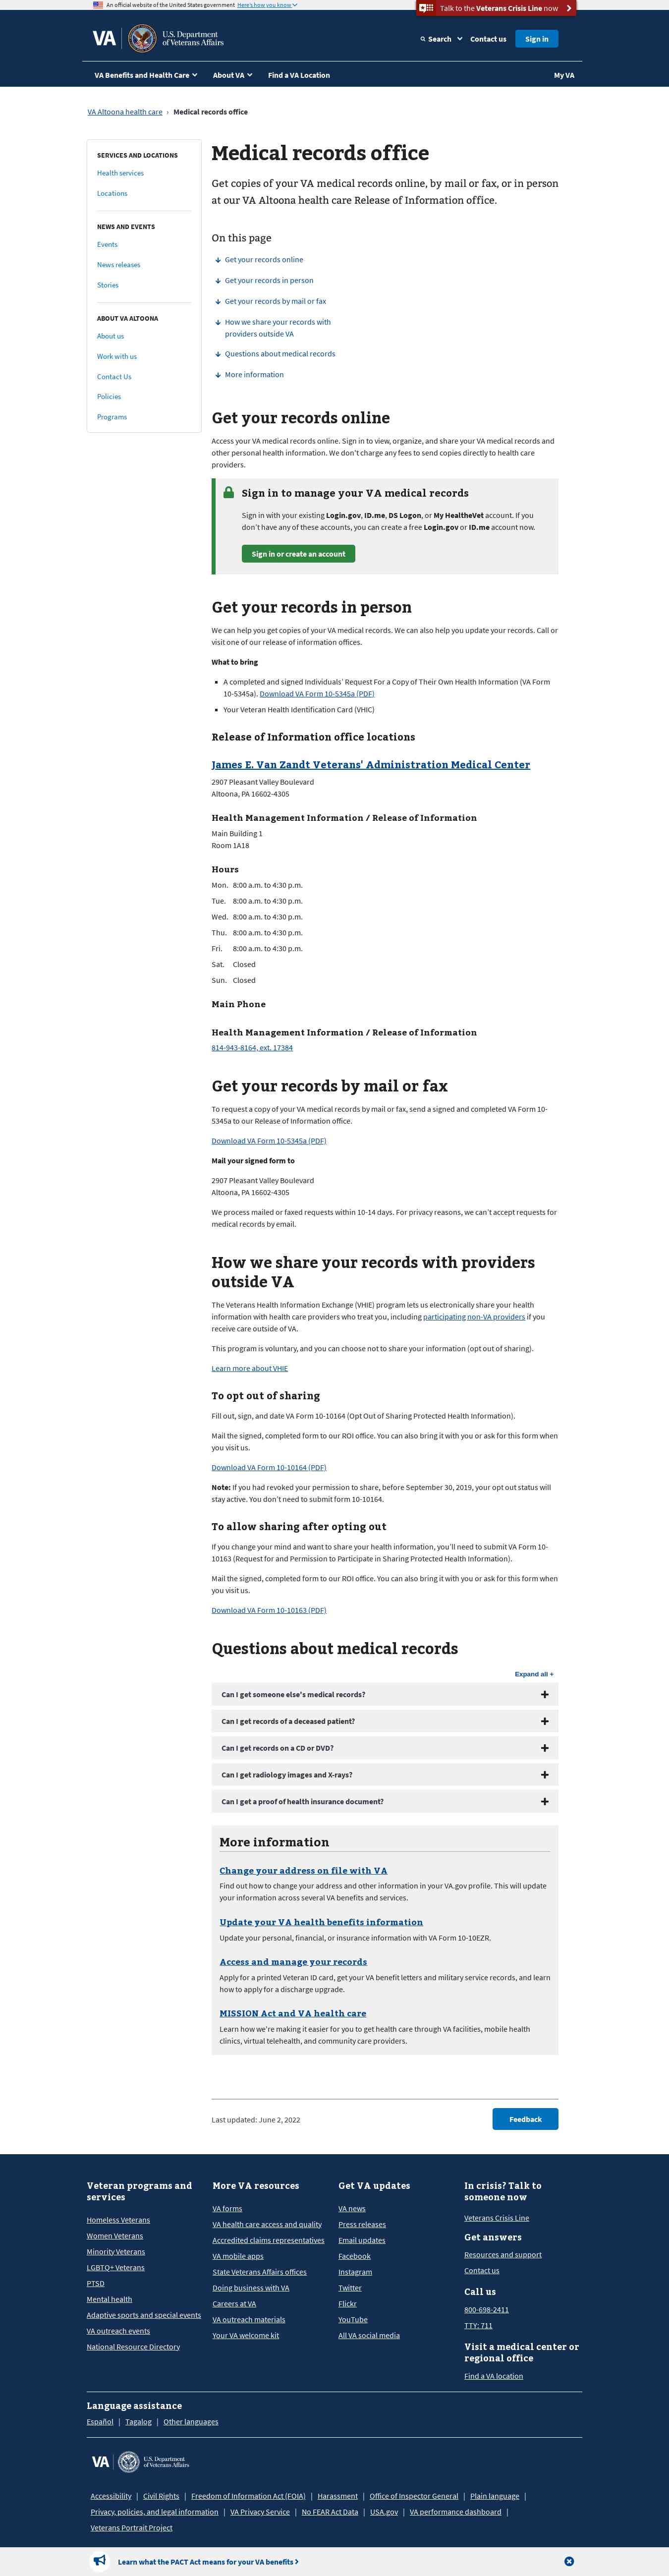 An official website of the United States government Here's how you know
Talk to the Veterans Crisis Line now
VA U.S. Department
of Veterans Affairs
Search
Contact us
Sign in
VA Benefits and Health Care
About VA
Find a VA Location
My VA
VA Altoona health care › Medical records office
SERVICES AND LOCATIONS
Health services
Locations
NEWS AND EVENTS
Events
News releases
Stories
ABOUT VA ALTOONA
About us
Work with us
Contact Us
Policies
Programs
Medical records office
Get copies of your VA medical records online, by mail or fax, or in person
at our VA Altoona health care Release of Information office.
On this page
Get your records online
Get your records in person
Get your records by mail or fax
How we share your records with
providers outside VA
Questions about medical records
More information
Get your records online
Access your VA medical records online. Sign in to view, organize, and share your VA medical records and
other personal health information. We don't charge any fees to send copies directly to health care
providers.
Sign in to manage your VA medical records
Sign in with your existing Login.gov, ID.me, DS Logon, or My HealtheVet account. If you
don’t have any of these accounts, you can create a free Login.gov or ID.me account now.
Sign in or create an account
Get your records in person
We can help you get copies of your VA medical records. We can also help you update your records. Call or
visit one of our release of information offices.
What to bring
• A completed and signed Individuals’ Request For a Copy of Their Own Health Information (VA Form
10-5345a). Download VA Form 10-5345a (PDF)
• Your Veteran Health Identification Card (VHIC)
Release of Information office locations
James E. Van Zandt Veterans' Administration Medical Center
2907 Pleasant Valley Boulevard
Altoona, PA 16602-4305
Health Management Information / Release of Information
Main Building 1
Room 1A18
Hours
Mon. 8:00 a.m. to 4:30 p.m.
Tue. 8:00 a.m. to 4:30 p.m.
Wed. 8:00 a.m. to 4:30 p.m.
Thu. 8:00 a.m. to 4:30 p.m.
Fri. 8:00 a.m. to 4:30 p.m.
Sat. Closed
Sun. Closed
Main Phone
Health Management Information / Release of Information
814-943-8164, ext. 17384
Get your records by mail or fax
To request a copy of your VA medical records by mail or fax, send a signed and completed VA Form 10-
5345a to our Release of Information office.
Download VA Form 10-5345a (PDF)
Mail your signed form to
2907 Pleasant Valley Boulevard
Altoona, PA 16602-4305
We process mailed or faxed requests within 10-14 days. For privacy reasons, we can’t accept requests for
medical records by email.
How we share your records with providers
outside VA
The Veterans Health Information Exchange (VHIE) program lets us electronically share your health
information with health care providers who treat you, including participating non-VA providers if you
receive care outside of VA.
This program is voluntary, and you can choose not to share your information (opt out of sharing).
Learn more about VHIE
To opt out of sharing
Fill out, sign, and date VA Form 10-10164 (Opt Out of Sharing Protected Health Information).
Mail the signed, completed form to our ROI office. You can also bring it with you or ask for this form when
you visit us.
Download VA Form 10-10164 (PDF)
Note: If you had revoked your permission to share, before September 30, 2019, your opt out status will
stay active. You don’t need to submit form 10-10164.
To allow sharing after opting out
If you change your mind and want to share your health information, you’ll need to submit VA Form 10-
10163 (Request for and Permission to Participate in Sharing Protected Health Information).
Mail the signed, completed form to our ROI office. You can also bring it with you or ask for this form when
you visit us.
Download VA Form 10-10163 (PDF)
Questions about medical records
Expand all +
Can I get someone else's medical records?
Can I get records of a deceased patient?
Can I get records on a CD or DVD?
Can I get radiology images and X-rays?
Can I get a proof of health insurance document?
More information
Change your address on file with VA
Find out how to change your address and other information in your VA.gov profile. This will update
your information across several VA benefits and services.
Update your VA health benefits information
Update your personal, financial, or insurance information with VA Form 10-10EZR.
Access and manage your records
Apply for a printed Veteran ID card, get your VA benefit letters and military service records, and learn
how to apply for a discharge upgrade.
MISSION Act and VA health care
Learn how we're making it easier for you to get health care through VA facilities, mobile health
clinics, virtual telehealth, and community care providers.
Last updated: June 2, 2022
Feedback
Veteran programs and
services
Homeless Veterans
Women Veterans
Minority Veterans
LGBTQ+ Veterans
PTSD
Mental health
Adaptive sports and special events
VA outreach events
National Resource Directory
More VA resources
VA forms
VA health care access and quality
Accredited claims representatives
VA mobile apps
State Veterans Affairs offices
Doing business with VA
Careers at VA
VA outreach materials
Your VA welcome kit
Get VA updates
VA news
Press releases
Email updates
Facebook
Instagram
Twitter
Flickr
YouTube
All VA social media
In crisis? Talk to
someone now
Veterans Crisis Line
Get answers
Resources and support
Contact us
Call us
800-698-2411
TTY: 711
Visit a medical center or
regional office
Find a VA location
Language assistance
Español | Tagalog | Other languages
VA U.S. Department
of Veterans Affairs
Accessibility | Civil Rights | Freedom of Information Act (FOIA) | Harassment | Office of Inspector General | Plain language |
Privacy, policies, and legal information | VA Privacy Service | No FEAR Act Data | USA.gov | VA performance dashboard |
Veterans Portrait Project
Learn what the PACT Act means for your VA benefits